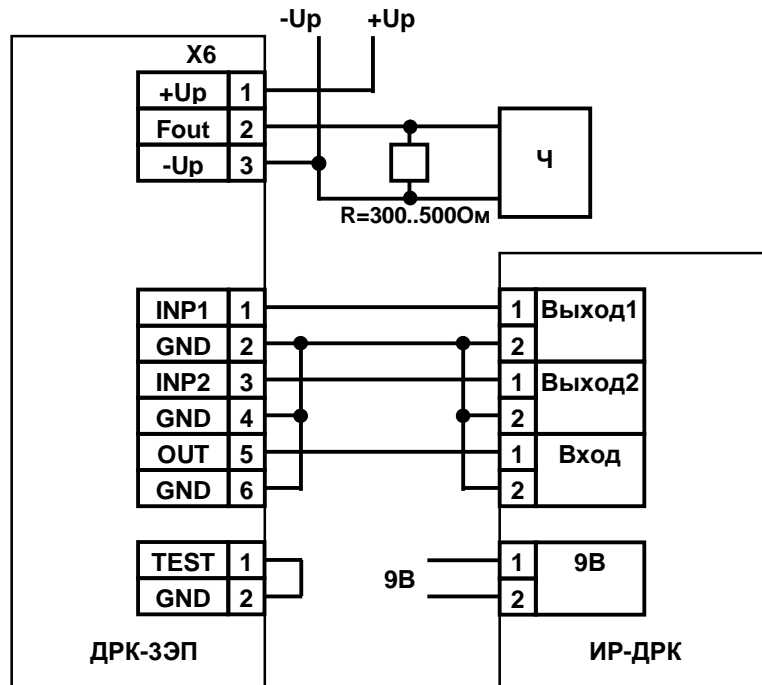 -Up +Up
X6
+Up 1
Fout 2
-Up 3
Ч
R=300..500Ом
INP1 1
GND 2
INP2 3
GND 4
OUT 5
GND 6
1 Выход1
2
1 Выход2
2
1 Вход
2
TEST 1
GND 2
9В
1 9В
2
ДРК-3ЭП
ИР-ДРК